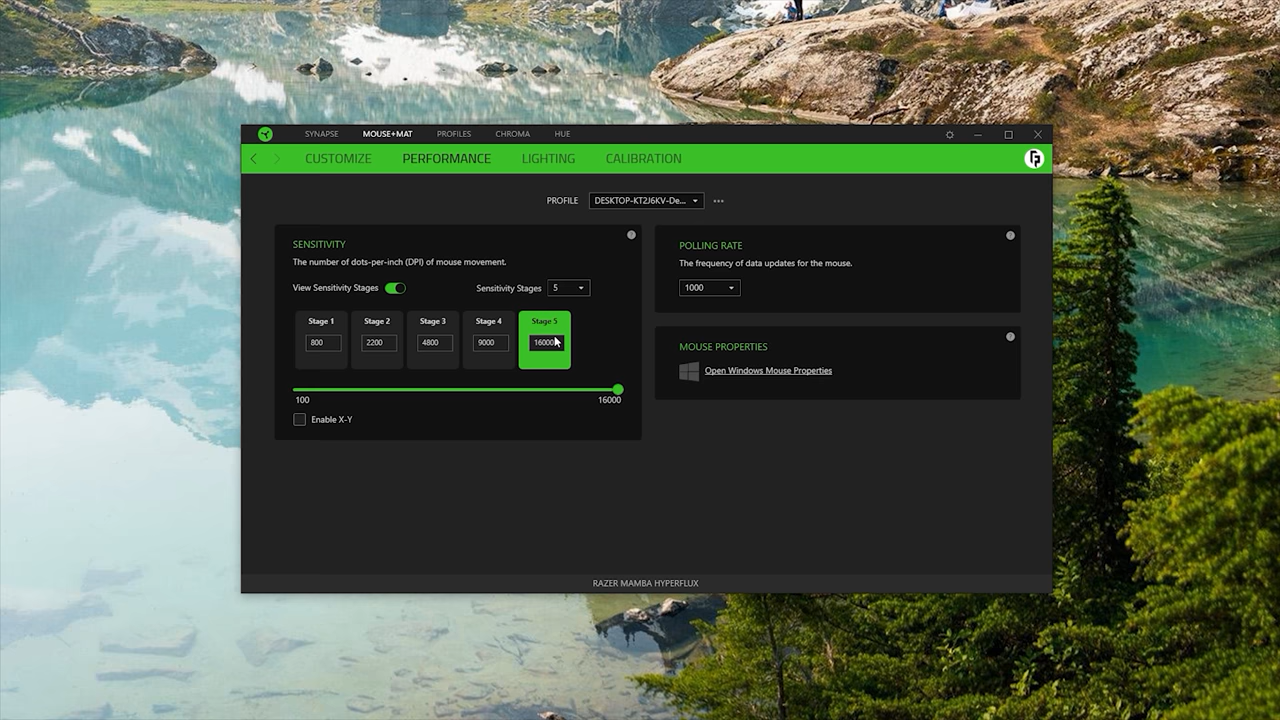 SYNAPSE MOUSE+MAT PROFILES CHROMA HUE
CUSTOMIZE PERFORMANCE LIGHTING CALIBRATION
PROFILE DESKTOP-KT2J6KV-De...
SENSITIVITY
The number of dots-per-inch (DPI) of mouse movement.
View Sensitivity Stages Sensitivity Stages 5
Stage 1 Stage 2 Stage 3 Stage 4 Stage 5
800 2200 4800 9000 16000
100 16000
Enable X-Y
POLLING RATE
The frequency of data updates for the mouse.
1000
MOUSE PROPERTIES
Open Windows Mouse Properties
RAZER MAMBA HYPERFLUX